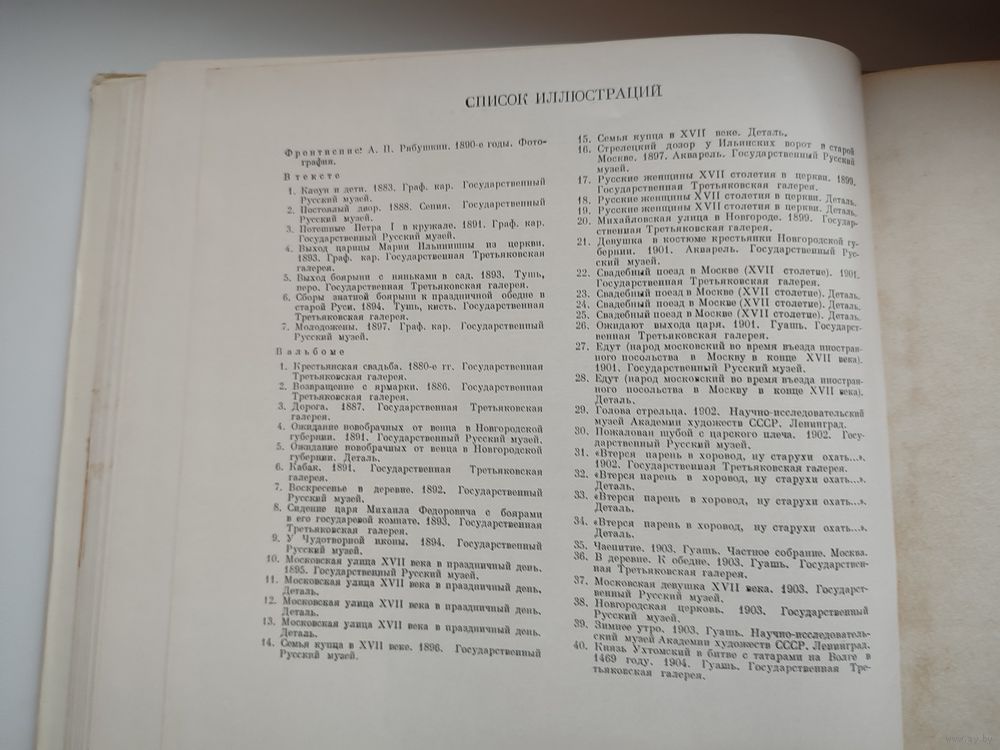 СПИСОК ИЛЛЮСТРАЦИЙ
Фронтиспис: А. П. Рябушкин. 1890-е годы. Фото-
графия.
В тексте
1. Каоуи и дети. 1883. Граф. кар. Государственный
Русский музей.
2. Постоялый двор. 1888. Сепия. Государственный
Русский музей.
3. Потешные Петра I в кружале. 1891. Граф. кар.
Государственный Русский музей.
4. Выход царицы Марии Ильинишны из церкви.
1893. Граф. кар. Государственная Третьяковская
галерея.
5. Выход боярыни с няньками в сад. 1893. Тушь,
перо. Государственная Третьяковская галерея.
6. Сборы знатной боярыни к праздничной обедне в
старой Руси. 1894. Тушь, кисть. Государственная
Третьяковская галерея.
7. Молодожены. 1897. Граф. кар. Государственный
Русский музей.
В альбоме
1. Крестьянская свадьба. 1880-е гг. Государственная
Третьяковская галерея.
2. Возвращение с ярмарки. 1886. Государственная
Третьяковская галерея.
3. Дорога. 1887. Государственная Третьяковская
галерея.
4. Ожидание новобрачных от венца в Новгородской
губернии. 1891. Государственный Русский музей.
5. Ожидание новобрачных от венца в Новгородской
губернии. Деталь.
6. Кабак. 1891. Государственная Третьяковская
галерея.
7. Воскресенье в деревне. 1892. Государственный
Русский музей.
8. Сидение царя Михаила Федоровича с боярами
в его государевой комнате. 1893. Государственная
Третьяковская галерея.
9. У Чудотворной иконы. 1894. Государственный
Русский музей.
10. Московская улица XVII века в праздничный день.
1895. Государственный Русский музей.
11. Московская улица XVII века в праздничный день.
Деталь.
12. Московская улица XVII века в праздничный день.
Деталь.
13. Московская улица XVII века в праздничный день.
Деталь.
14. Семья купца в XVII веке. 1896. Государственный
Русский музей.
15. Семья купца в XVII веке. Деталь.
16. Стрелецкий дозор у Ильинских ворот в старой
Москве. 1897. Акварель. Государственный Русский
музей.
17. Русские женщины XVII столетия в церкви. 1899.
Государственная Третьяковская галерея.
18. Русские женщины XVII столетия в церкви. Деталь.
19. Русские женщины XVII столетия в церкви. Деталь.
20. Михайловская улица в Новгороде. 1899. Государ-
ственная Третьяковская галерея.
21. Девушка в костюме крестьянки Новгородской гу-
бернии. 1901. Акварель. Государственный Рус-
ский музей.
22. Свадебный поезд в Москве (XVII столетие). 1901.
Государственная Третьяковская галерея.
23. Свадебный поезд в Москве (XVII столетие). Деталь.
24. Свадебный поезд в Москве (XVII столетие). Деталь.
25. Свадебный поезд в Москве (XVII столетие). Деталь.
26. Ожидают выхода царя. 1901. Гуашь. Государст-
венная Третьяковская галерея.
27. Едут (народ московский во время въезда иностран-
ного посольства в Москву в конце XVII века).
1901. Государственный Русский музей.
28. Едут (народ московский во время въезда иностран-
ного посольства в Москву в конце XVII века).
Деталь.
29. Голова стрельца. 1902. Научно-исследовательский
музей Академии художеств СССР. Ленинград.
30. Пожалован шубой с царского плеча. 1902. Госу-
дарственный Русский музей.
31. «Втерся парень в хоровод, ну старухи охать...».
1902. Государственная Третьяковская галерея.
32. «Втерся парень в хоровод, ну старухи охать...».
Деталь.
33. «Втерся парень в хоровод, ну старухи охать...».
Деталь.
34. «Втерся парень в хоровод, ну старухи охать...».
Деталь.
35. Чаепитие. 1903. Гуашь. Частное собрание. Москва.
36. В деревне. К обедне. 1903. Гуашь. Государствен-
ная Третьяковская галерея.
37. Московская девушка XVII века. 1903. Государст-
венный Русский музей.
38. Новгородская церковь. 1903. Государственный
Русский музей.
39. Зимнее утро. 1903. Гуашь. Научно-исследователь-
ский музей Академии художеств СССР. Ленинград.
40. Князь Ухтомский в битве с татарами на Волге в
1469 году. 1904. Гуашь. Государственная Тре-
тьяковская галерея.
www.ay.by